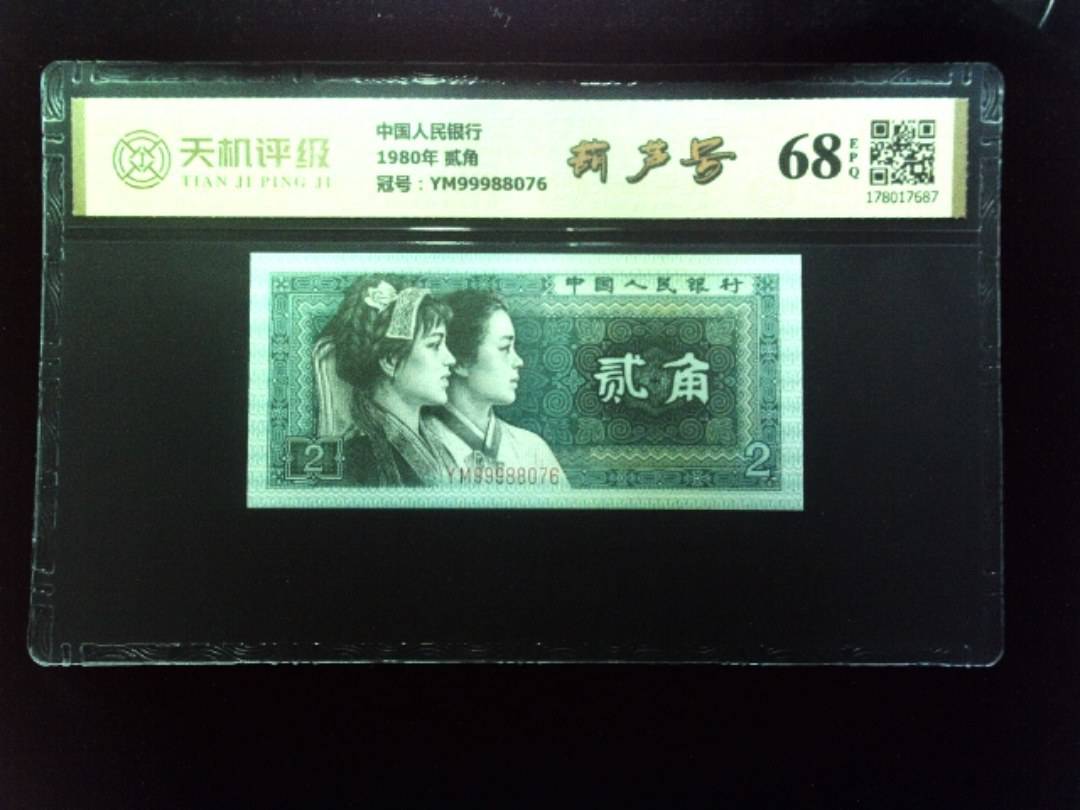 天机评级
TIAN JI PING JI
中国人民银行
1980年 贰角
冠号：YM99988076
葫芦号
68
EPQ
178017687
中国人民银行
贰角
2
2
YM99988076